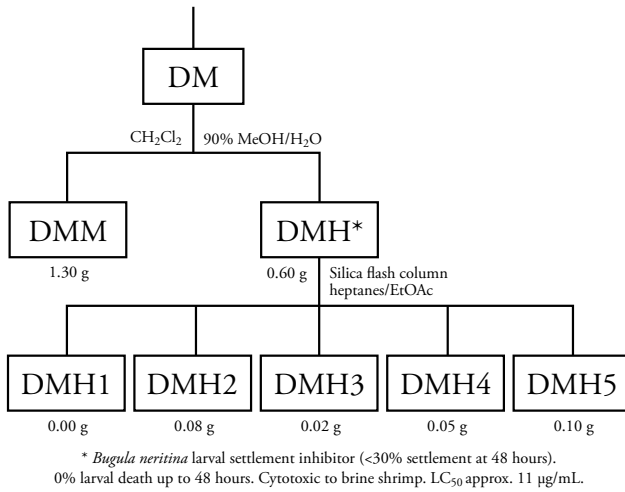 DM
CH₂Cl₂ 90% MeOH/H₂O
DMM DMH*
1.30 g 0.60 g Silica flash column
heptanes/EtOAc
DMH1 DMH2 DMH3 DMH4 DMH5
0.00 g 0.08 g 0.02 g 0.05 g 0.10 g
* Bugula neritina larval settlement inhibitor (<30% settlement at 48 hours).
0% larval death up to 48 hours. Cytotoxic to brine shrimp. LC₅₀ approx. 11 µg/mL.